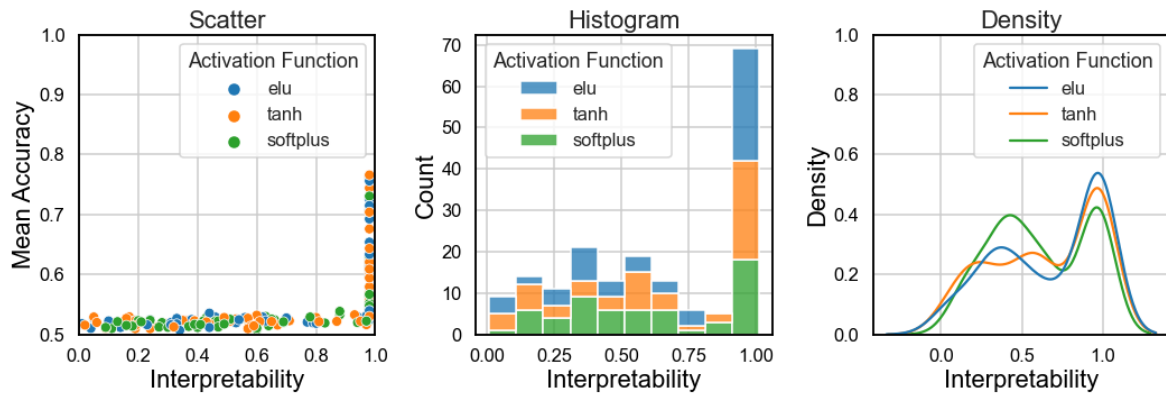 Scatter
Mean Accuracy
1.0
0.9
0.8
0.7
0.6
0.5
Activation Function
elu
tanh
softplus
0.0 0.2 0.4 0.6 0.8 1.0
Interpretability
Histogram
Count
70
60
50
40
30
20
10
0
Activation Function
elu
tanh
softplus
0.00 0.25 0.50 0.75 1.00
Interpretability
Density
Density
1.0
0.8
0.6
0.4
0.2
0.0
Activation Function
elu
tanh
softplus
0.0 0.5 1.0
Interpretability